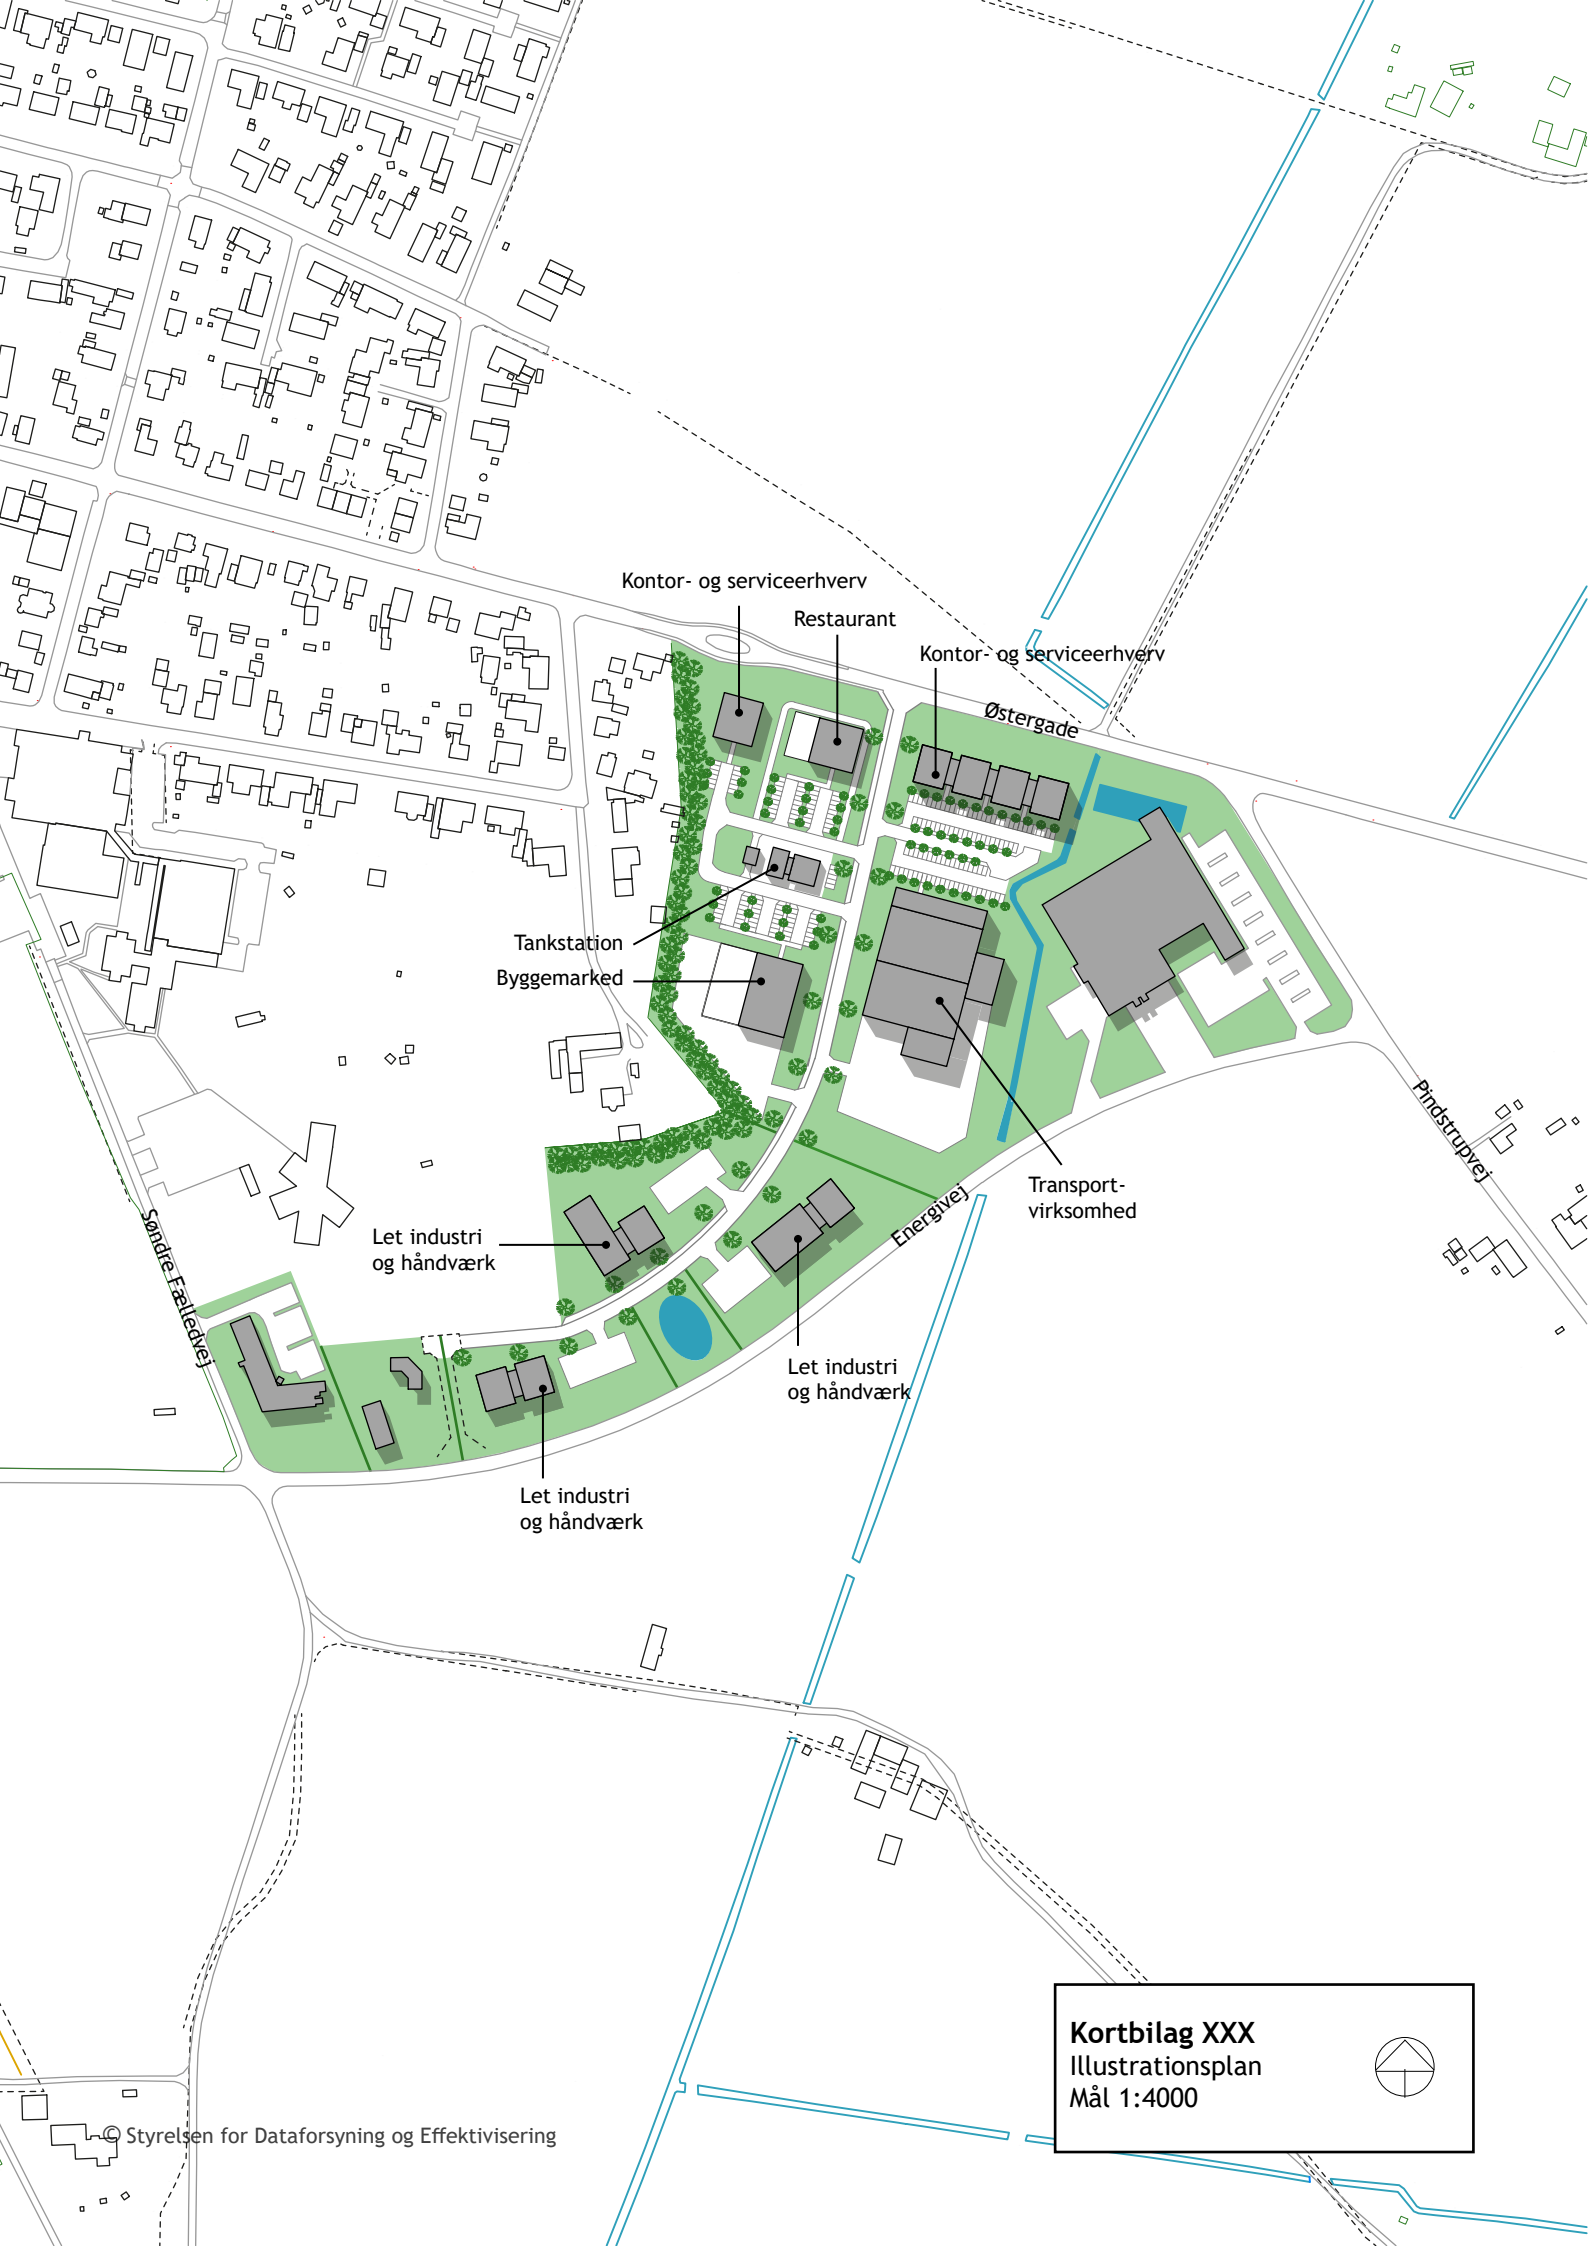 Kontor- og serviceerhverv
Restaurant
Kontor- og serviceerhverv
Østergade
Tankstation
Byggemarked
Pindstrupvej
Transport-
virksomhed
Energivej
Søndre Fælledvej
Let industri
og håndværk
Let industri
og håndværk
Let industri
og håndværk
Kortbilag XXX
Illustrationsplan
Mål 1:4000
© Styrelsen for Dataforsyning og Effektivisering